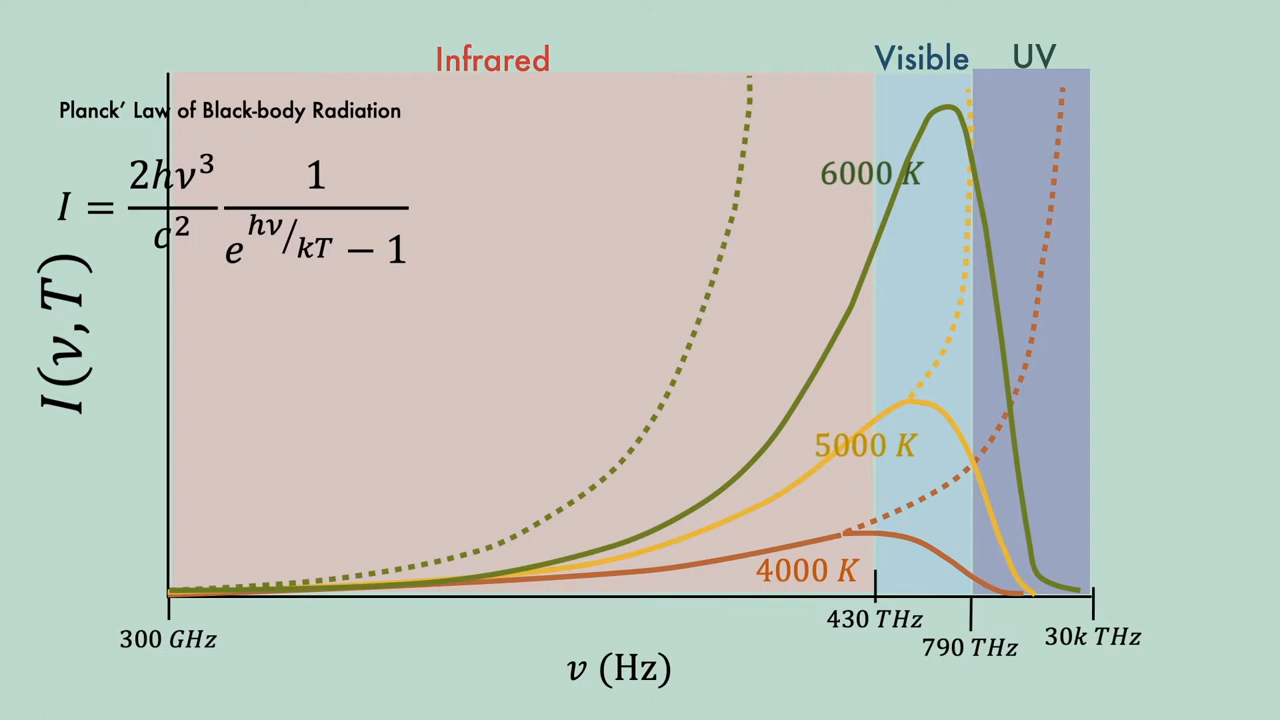 Infrared
Visible
UV
Planck’ Law of Black-body Radiation
I = 2hν³/c² 1/(e^(hν/kT) − 1)
I(ν, T)
6000 K
5000 K
4000 K
300 GHz
430 THz
790 THz
30k THz
ν (Hz)